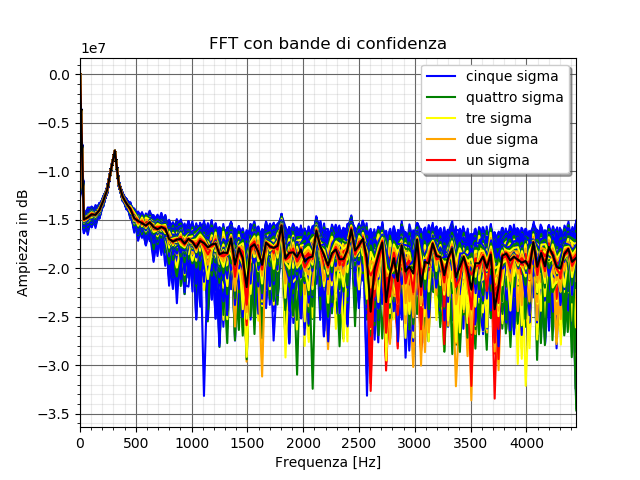 FFT con bande di confidenza
1e7
0.0
−0.5
−1.0
−1.5
−2.0
−2.5
−3.0
−3.5
Ampiezza in dB
cinque sigma
quattro sigma
tre sigma
due sigma
un sigma
0 500 1000 1500 2000 2500 3000 3500 4000
Frequenza [Hz]